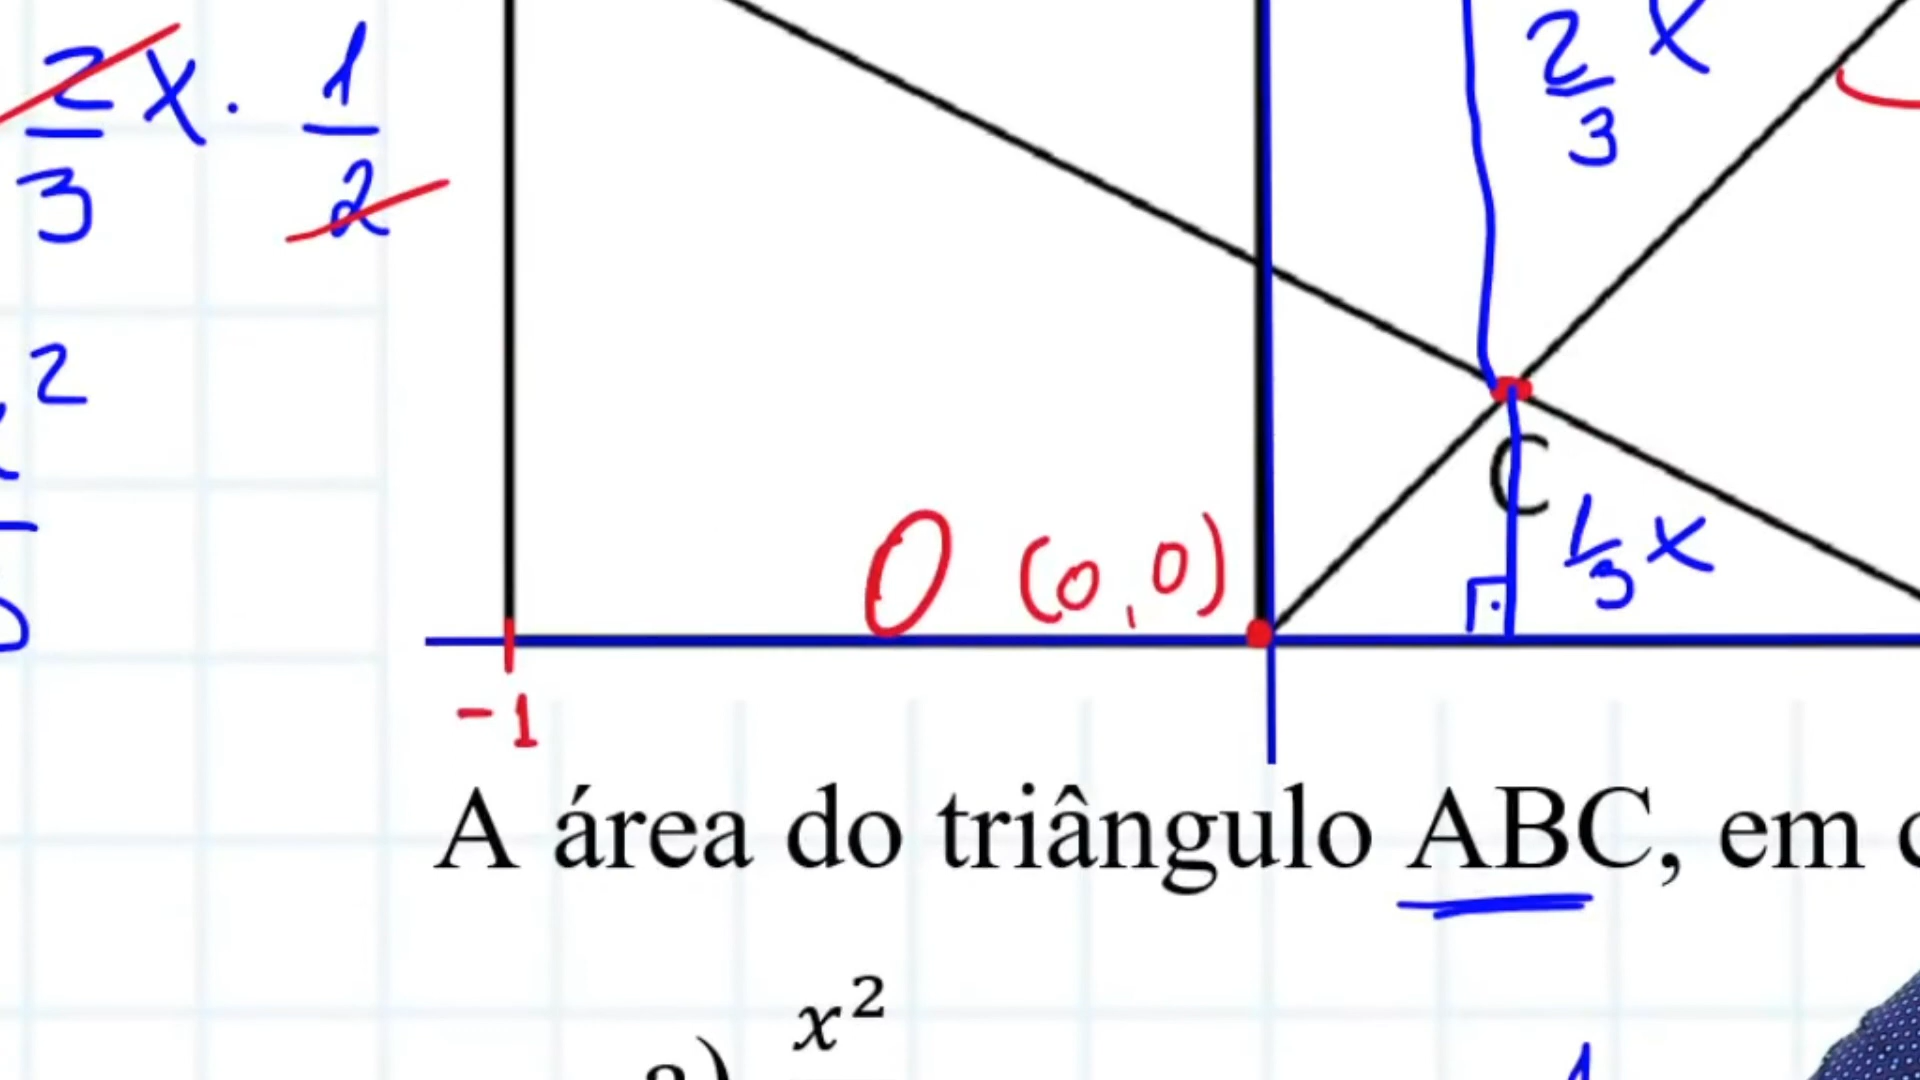 2/3 x · 1/2
2
2/3 x
C
1/3 x
O (0,0)
-1
A área do triângulo ABC, em
a) x²